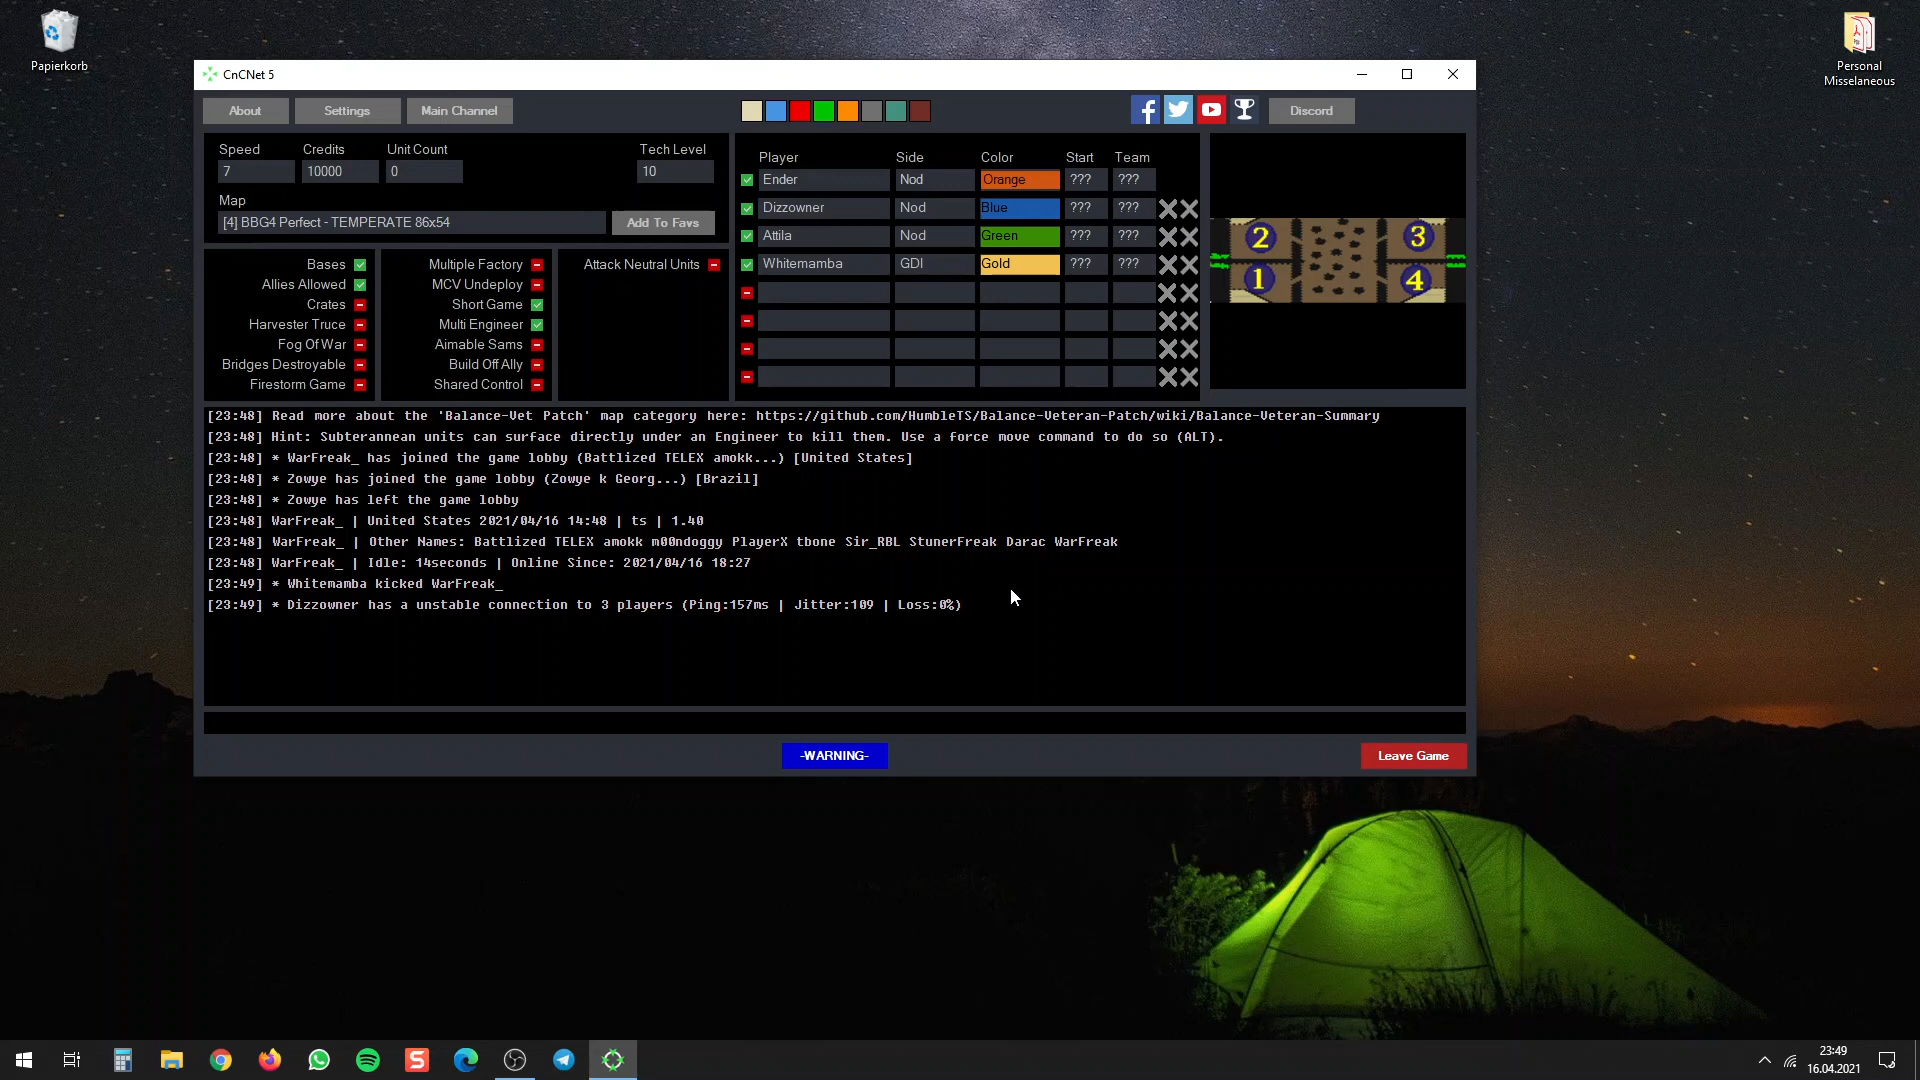 Papierkorb
Personal
Misselaneous
CnCNet 5
About
Settings
Main Channel
Discord
Speed
Credits
Unit Count
Tech Level
7
10000
0
10
Map
[4] BBG4 Perfect - TEMPERATE 86x54
Add To Favs
Bases
Allies Allowed
Crates
Harvester Truce
Fog Of War
Bridges Destroyable
Firestorm Game
Multiple Factory
MCV Undeploy
Short Game
Multi Engineer
Aimable Sams
Build Off Ally
Shared Control
Attack Neutral Units
Player Side Color Start Team
Ender Nod Orange ??? ???
Dizzowner Nod Blue ??? ???
Attila Nod Green ??? ???
Whitemamba GDI Gold ??? ???
2 3
1 4
[23:48] Read more about the 'Balance-Vet Patch' map category here: https://github.com/HumbleTS/Balance-Veteran-Patch/wiki/Balance-Veteran-Summary
[23:48] Hint: Subterannean units can surface directly under an Engineer to kill them. Use a force move command to do so (ALT).
[23:48] * WarFreak_ has joined the game lobby (Battlized TELEX amokk...) [United States]
[23:48] * Zowye has joined the game lobby (Zowye k Georg...) [Brazil]
[23:48] * Zowye has left the game lobby
[23:48] WarFreak_ | United States 2021/04/16 14:48 | ts | 1.40
[23:48] WarFreak_ | Other Names: Battlized TELEX amokk m00ndoggy PlayerX tbone Sir_RBL StunerFreak Darac WarFreak
[23:48] WarFreak_ | Idle: 14seconds | Online Since: 2021/04/16 18:27
[23:49] * Whitemamba kicked WarFreak_
[23:49] * Dizzowner has a unstable connection to 3 players (Ping:157ms | Jitter:109 | Loss:0%)
-WARNING-
Leave Game
23:49
16.04.2021